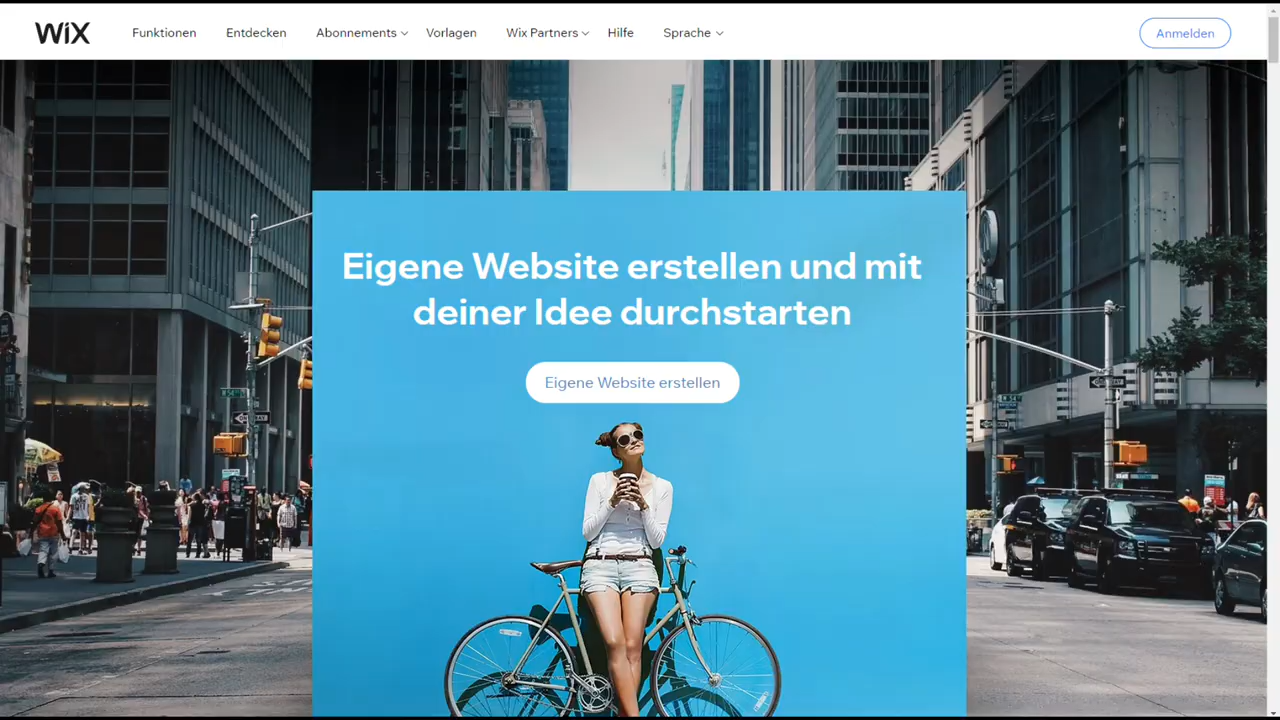 WiX
Funktionen
Entdecken
Abonnements
Vorlagen
Wix Partners
Hilfe
Sprache
Anmelden
Eigene Website erstellen und mit
deiner Idee durchstarten
Eigene Website erstellen